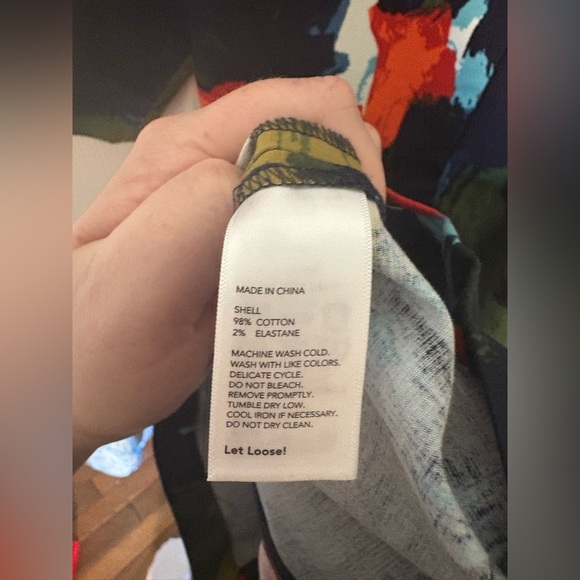 MADE IN CHINA
SHELL
98% COTTON
2% ELASTANE
MACHINE WASH COLD.
WASH WITH LIKE COLORS.
DELICATE CYCLE.
DO NOT BLEACH.
REMOVE PROMPTLY.
TUMBLE DRY LOW.
COOL IRON IF NECESSARY.
DO NOT DRY CLEAN.
Let Loose!